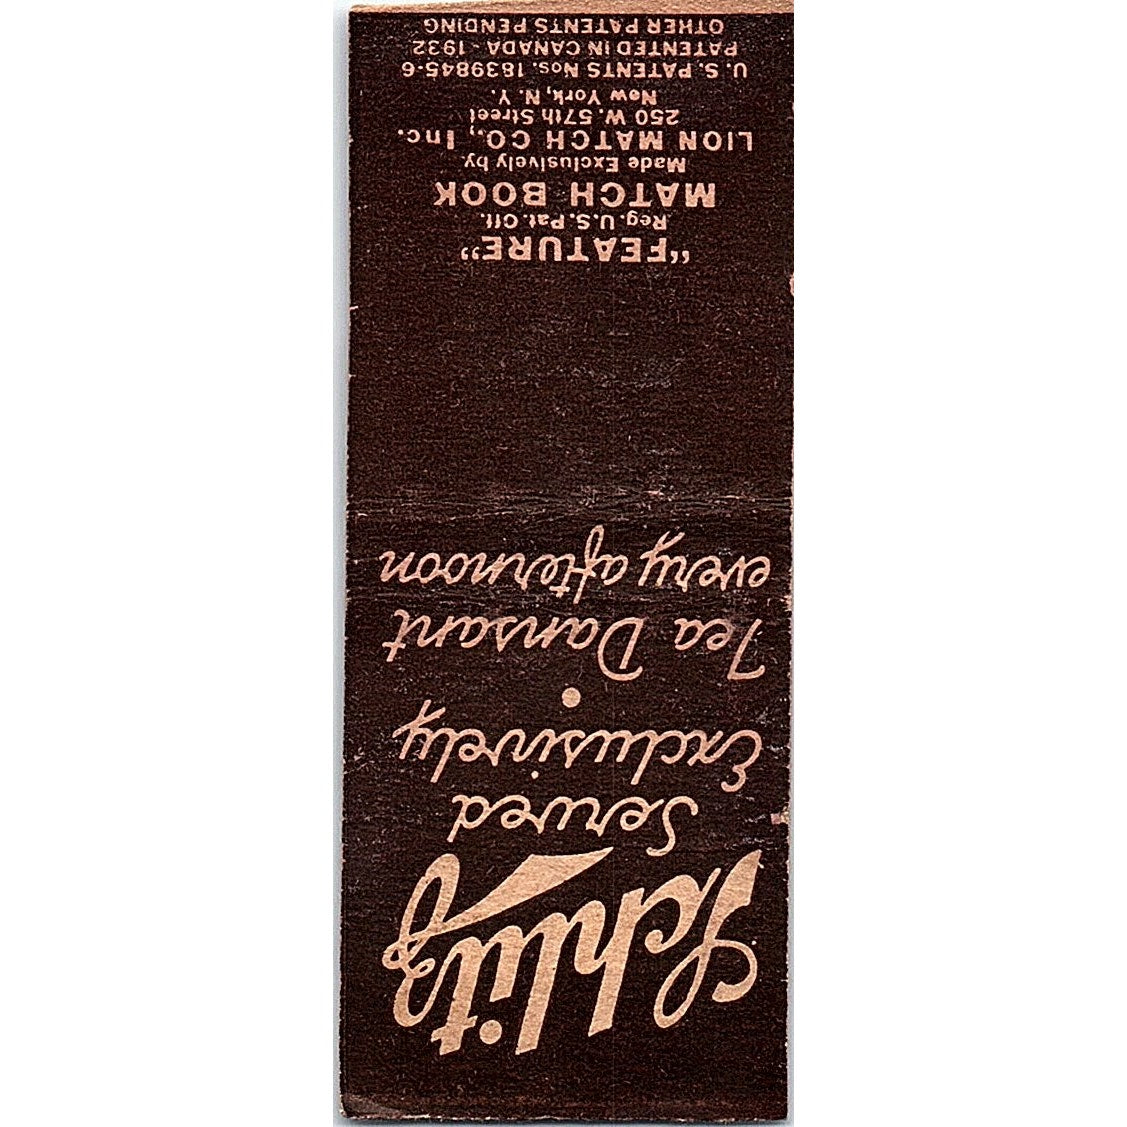 Schlitz
Served
Exclusively
•
Tea Dansant
every afternoon
"FEATURE"
Reg. U.S. Pat. Off.
MATCH BOOK
Made Exclusively by
LION MATCH CO., Inc.
250 W. 57th Street
New York, N. Y.
U. S. PATENTS Nos. 1839845-6
PATENTED IN CANADA - 1932
OTHER PATENTS PENDING